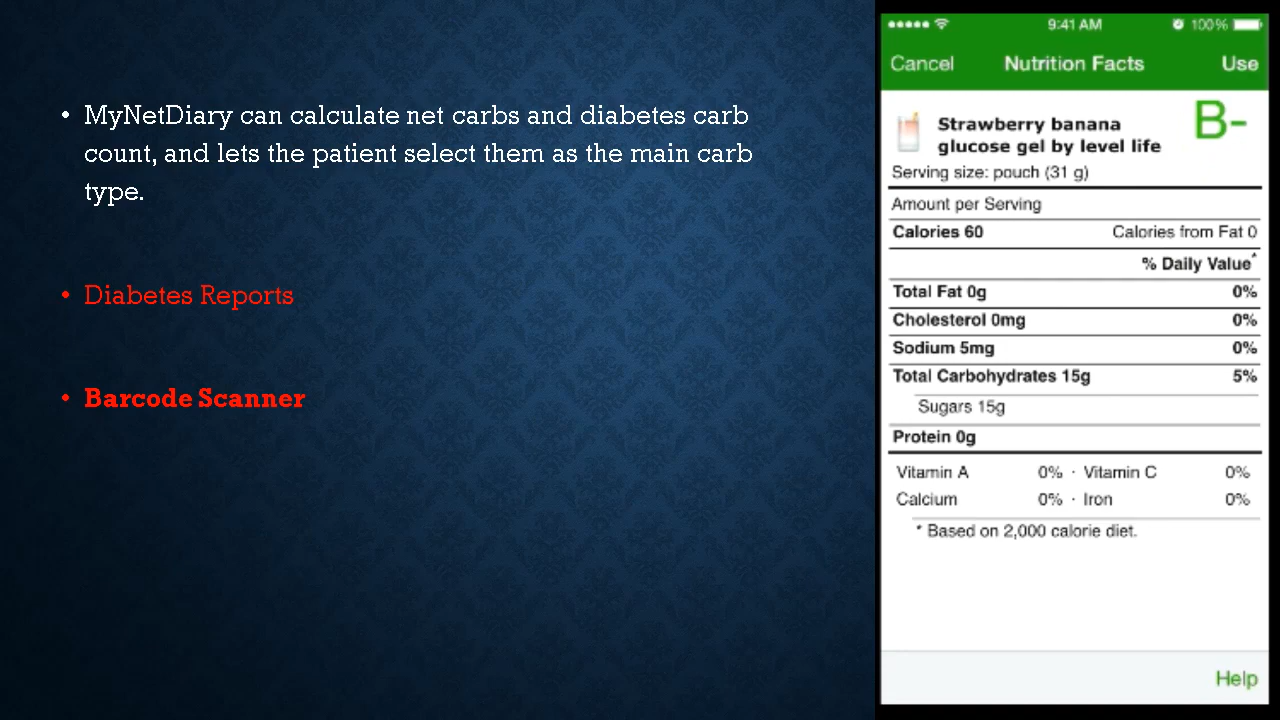 • MyNetDiary can calculate net carbs and diabetes carb
count, and lets the patient select them as the main carb
type.
• Diabetes Reports
• Barcode Scanner
9:41 AM 100%
Cancel Nutrition Facts Use
Strawberry banana B-
glucose gel by level life
Serving size: pouch (31 g)
Amount per Serving
Calories 60 Calories from Fat 0
% Daily Value*
Total Fat 0g 0%
Cholesterol 0mg 0%
Sodium 5mg 0%
Total Carbohydrates 15g 5%
Sugars 15g
Protein 0g
Vitamin A 0% · Vitamin C 0%
Calcium 0% · Iron 0%
* Based on 2,000 calorie diet.
Help